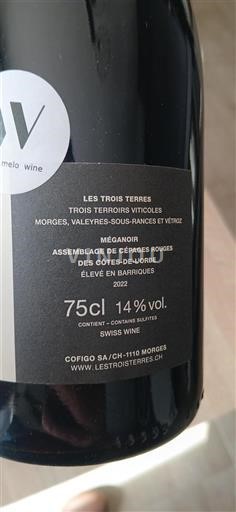 W
melo wine
LES TROIS TERRES
TROIS TERROIRS VITICOLES
MORGES, VALEYRES-SOUS-RANCES ET VÉTROZ
MÉGANOIR
ASSEMBLAGE DE CÉPAGES ROUGES
DES CÔTES-DE-L'ORBE
ÉLEVÉ EN BARRIQUES
2022
75cl 14% vol.
CONTIENT – CONTAINS SULFITES
SWISS WINE
COFIGO SA/CH-1110 MORGES
WWW.LESTROISTERRES.CH